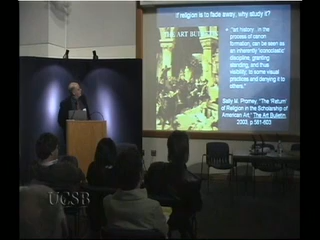 If religion is to fade away, why study it?
THE ART BULLETIN
• "art history...in the
process of canon
formation, can be seen as
an inherently 'iconoclastic'
discipline, granting
standing, and thus
visibility, to some visual
practices and denying it to
others."
Sally M. Promey, "The 'Return'
of Religion in the Scholarship of
American Art," The Art Bulletin,
2003, p 581-603
UCSB